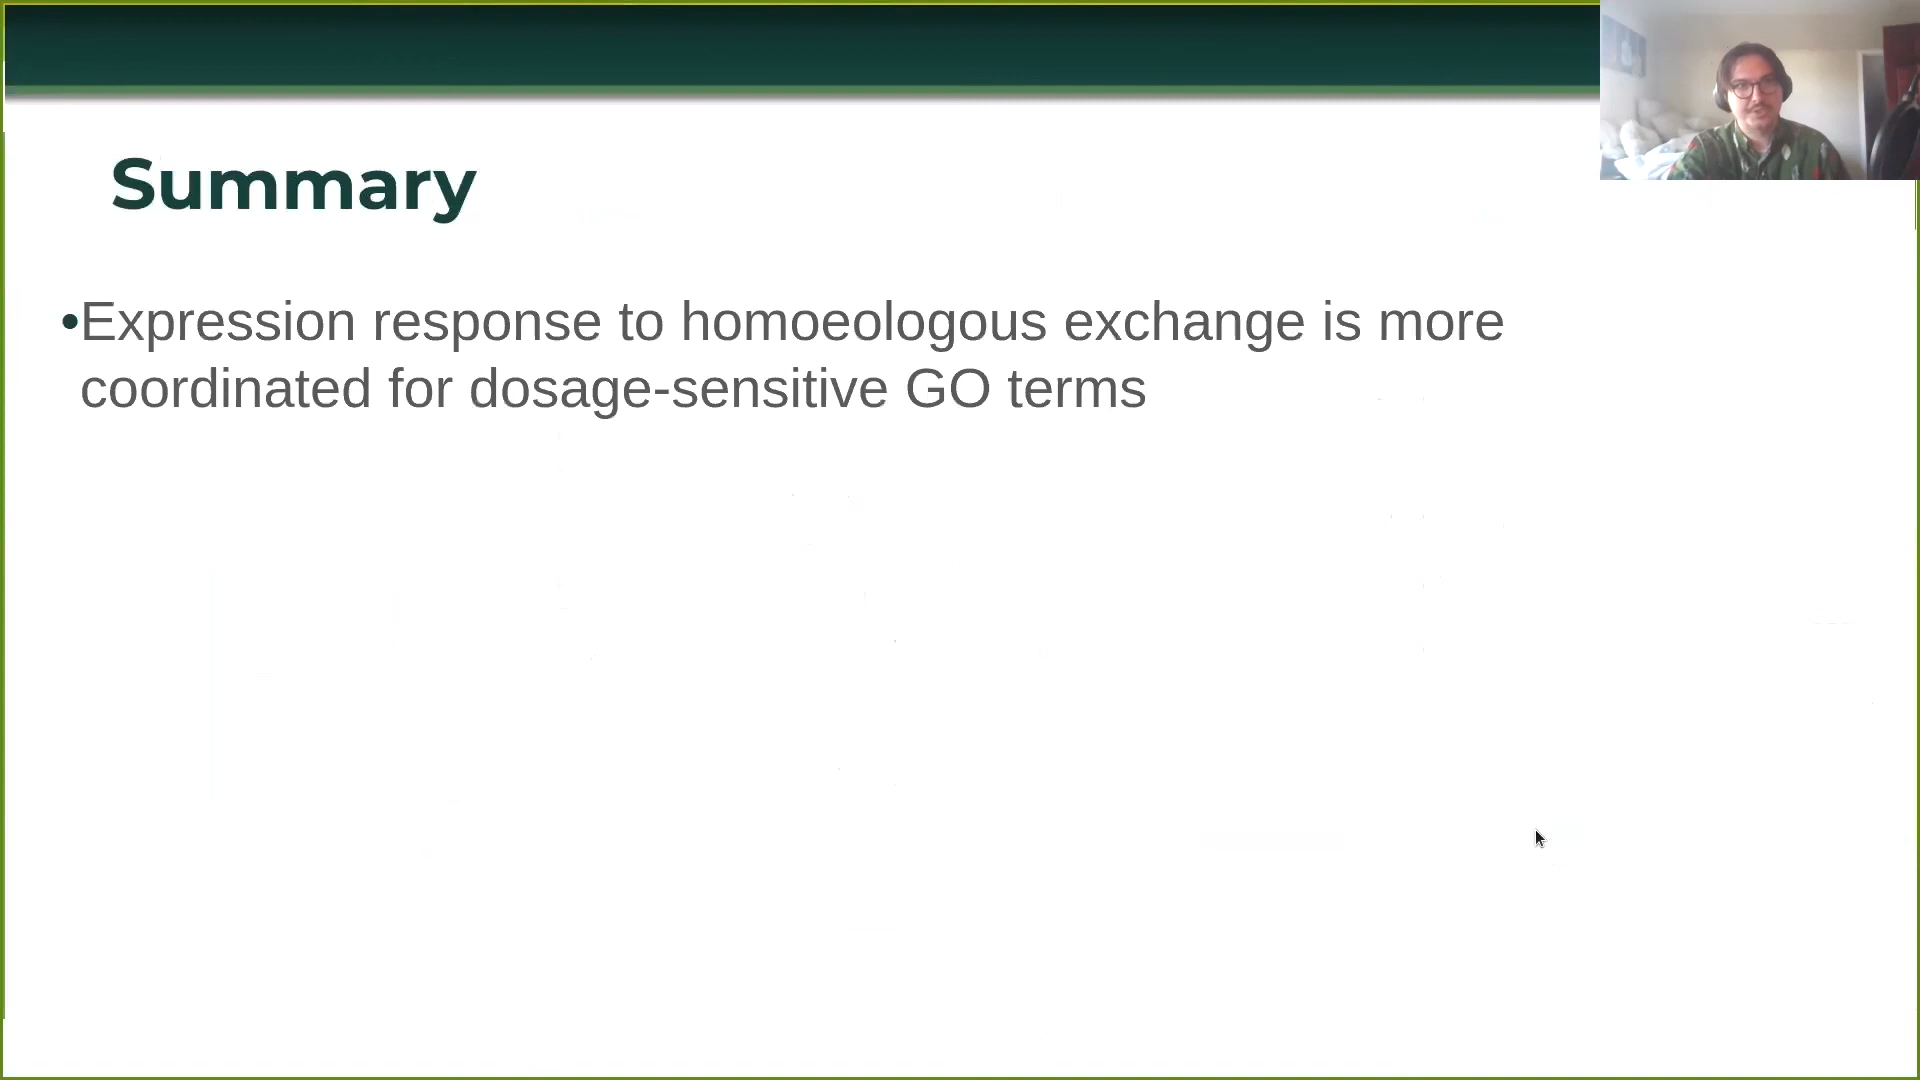 Summary
•Expression response to homoeologous exchange is more
coordinated for dosage-sensitive GO terms